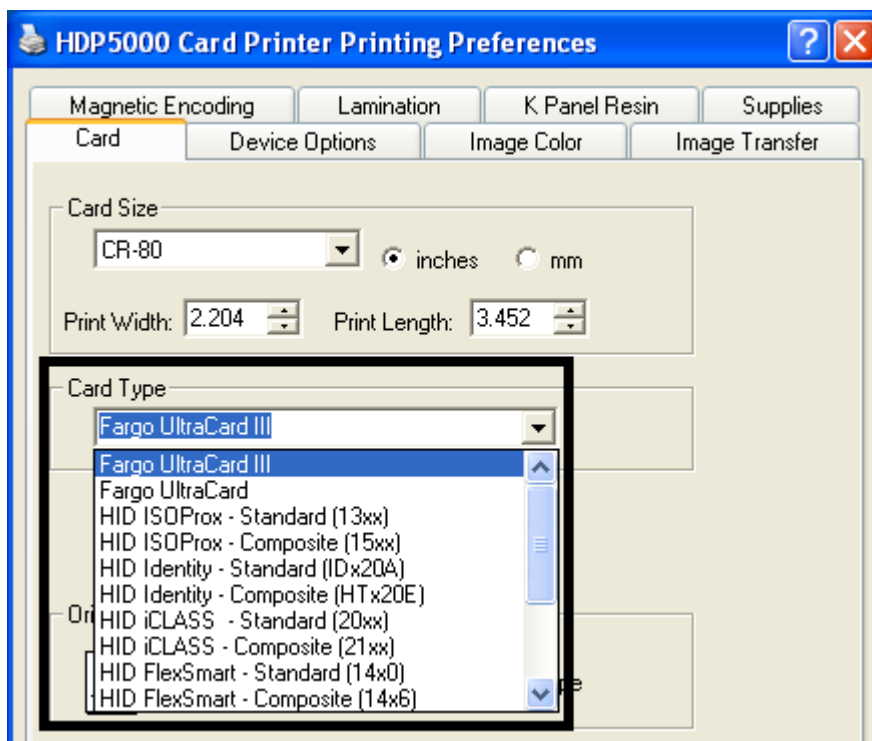 HDP5000 Card Printer Printing Preferences
Magnetic Encoding Lamination K Panel Resin Supplies
Card Device Options Image Color Image Transfer
Card Size
CR-80 inches mm
Print Width: 2.204 Print Length: 3.452
Card Type
Fargo UltraCard III
Fargo UltraCard III
Fargo UltraCard
HID ISOProx - Standard (13xx)
HID ISOProx - Composite (15xx)
HID Identity - Standard (IDx20A)
HID Identity - Composite (HTx20E)
Ori
HID iCLASS - Standard (20xx)
HID iCLASS - Composite (21xx)
HID FlexSmart - Standard (14x0)
HID FlexSmart - Composite (14x6)
pe